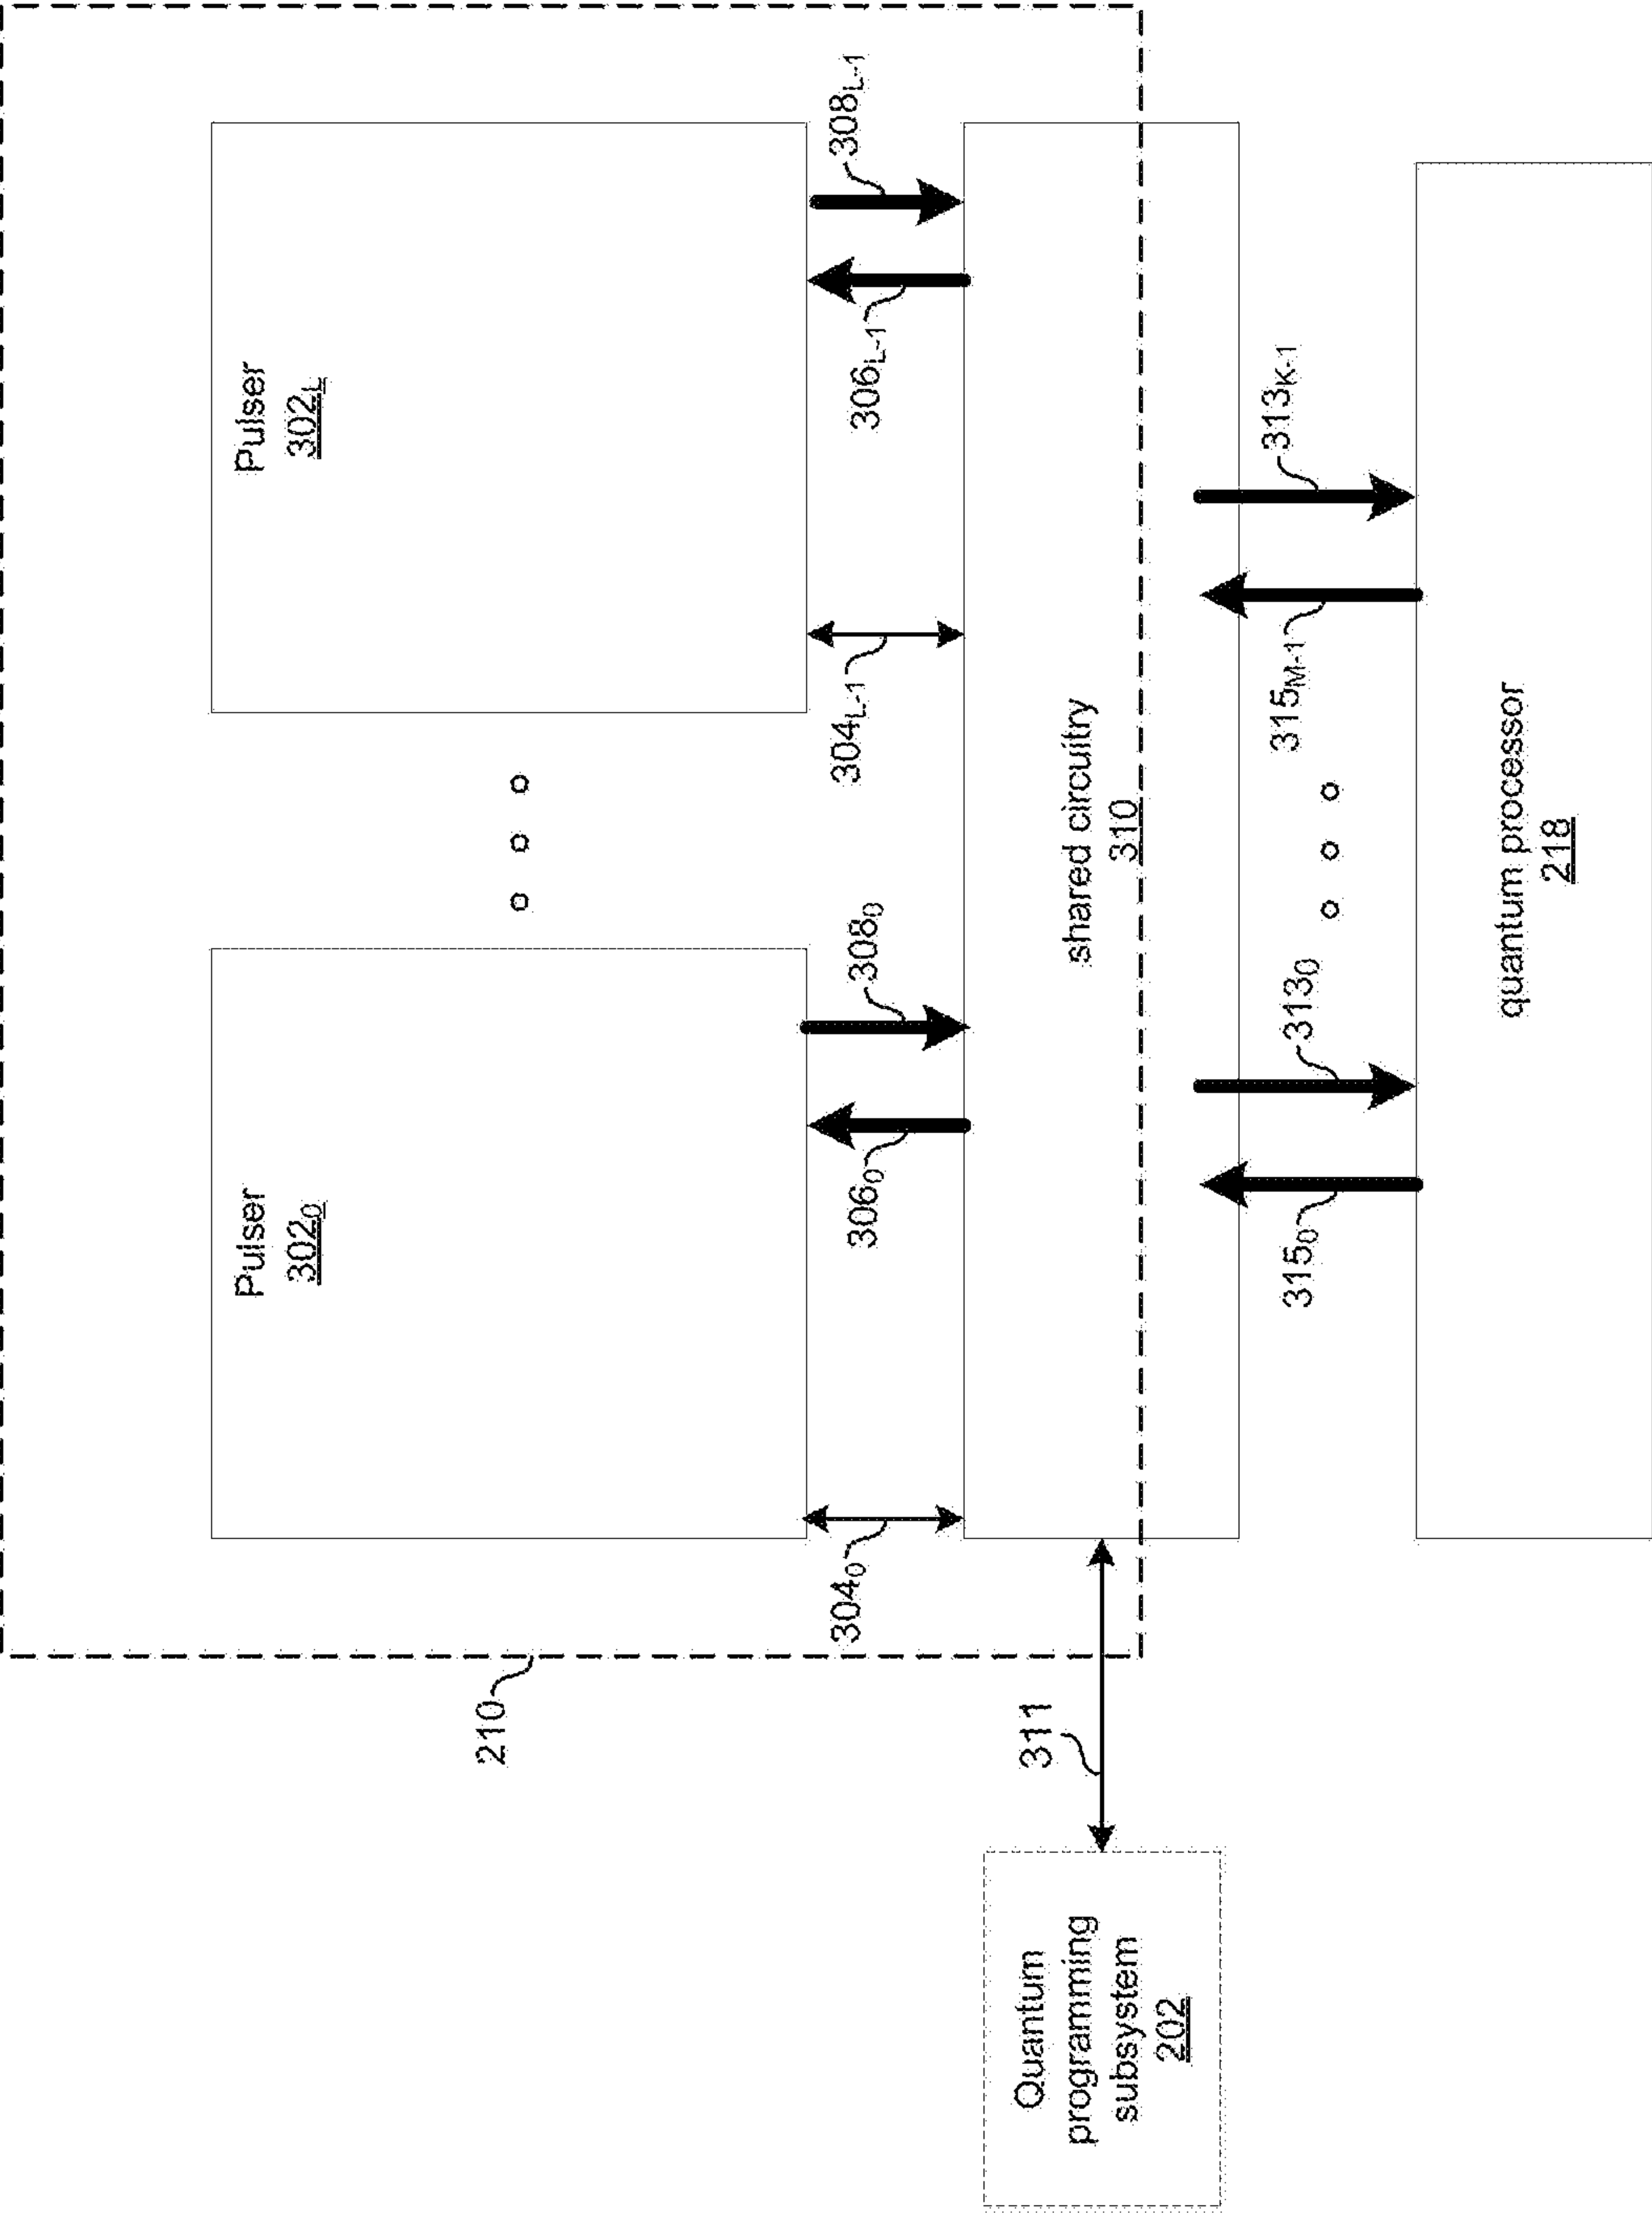 210
Pulser
302₀
Pulser
302L
304₀
306₀
308₀
304L-1
306L-1
308L-1
311
shared circuitry
310
Quantum
programming
subsystem
202
315₀
313₀
315M-1
313K-1
quantum processor
218